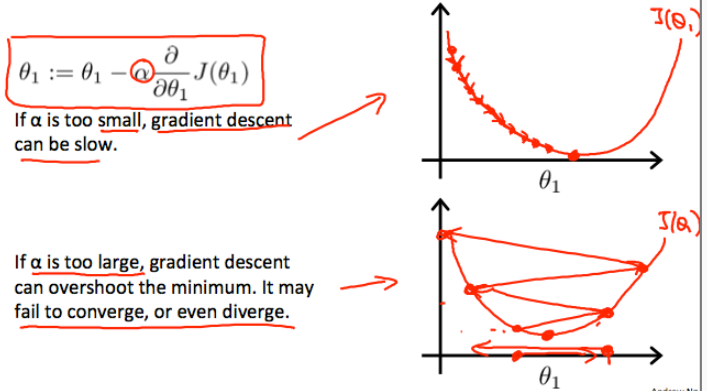 θ₁ := θ₁ − α ∂/∂θ₁ J(θ₁)
If α is too small, gradient descent
can be slow.
J(θ₁)
θ₁
If α is too large, gradient descent
can overshoot the minimum. It may
fail to converge, or even diverge.
J(θ₁)
θ₁